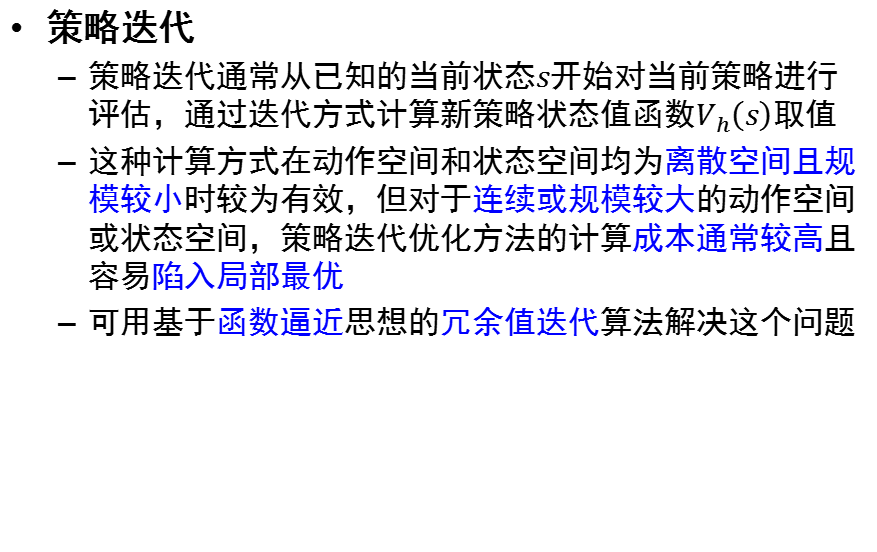 • 策略迭代
– 策略迭代通常从已知的当前状态s开始对当前策略进行
评估，通过迭代方式计算新策略状态值函数V_h(s)取值
– 这种计算方式在动作空间和状态空间均为离散空间且规
模较小时较为有效，但对于连续或规模较大的动作空间
或状态空间，策略迭代优化方法的计算成本通常较高且
容易陷入局部最优
– 可用基于函数逼近思想的冗余值迭代算法解决这个问题